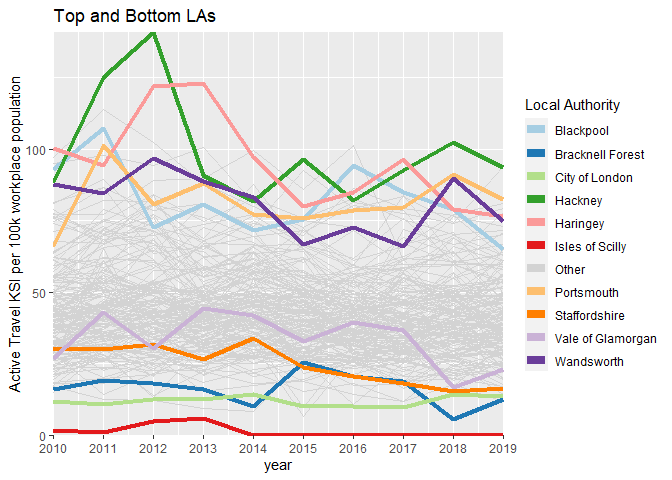 Top and Bottom LAs
Active Travel KSI per 100k workplace population
100
50
0
2010 2011 2012 2013 2014 2015 2016 2017 2018 2019
year
Local Authority
Blackpool
Bracknell Forest
City of London
Hackney
Haringey
Isles of Scilly
Other
Portsmouth
Staffordshire
Vale of Glamorgan
Wandsworth